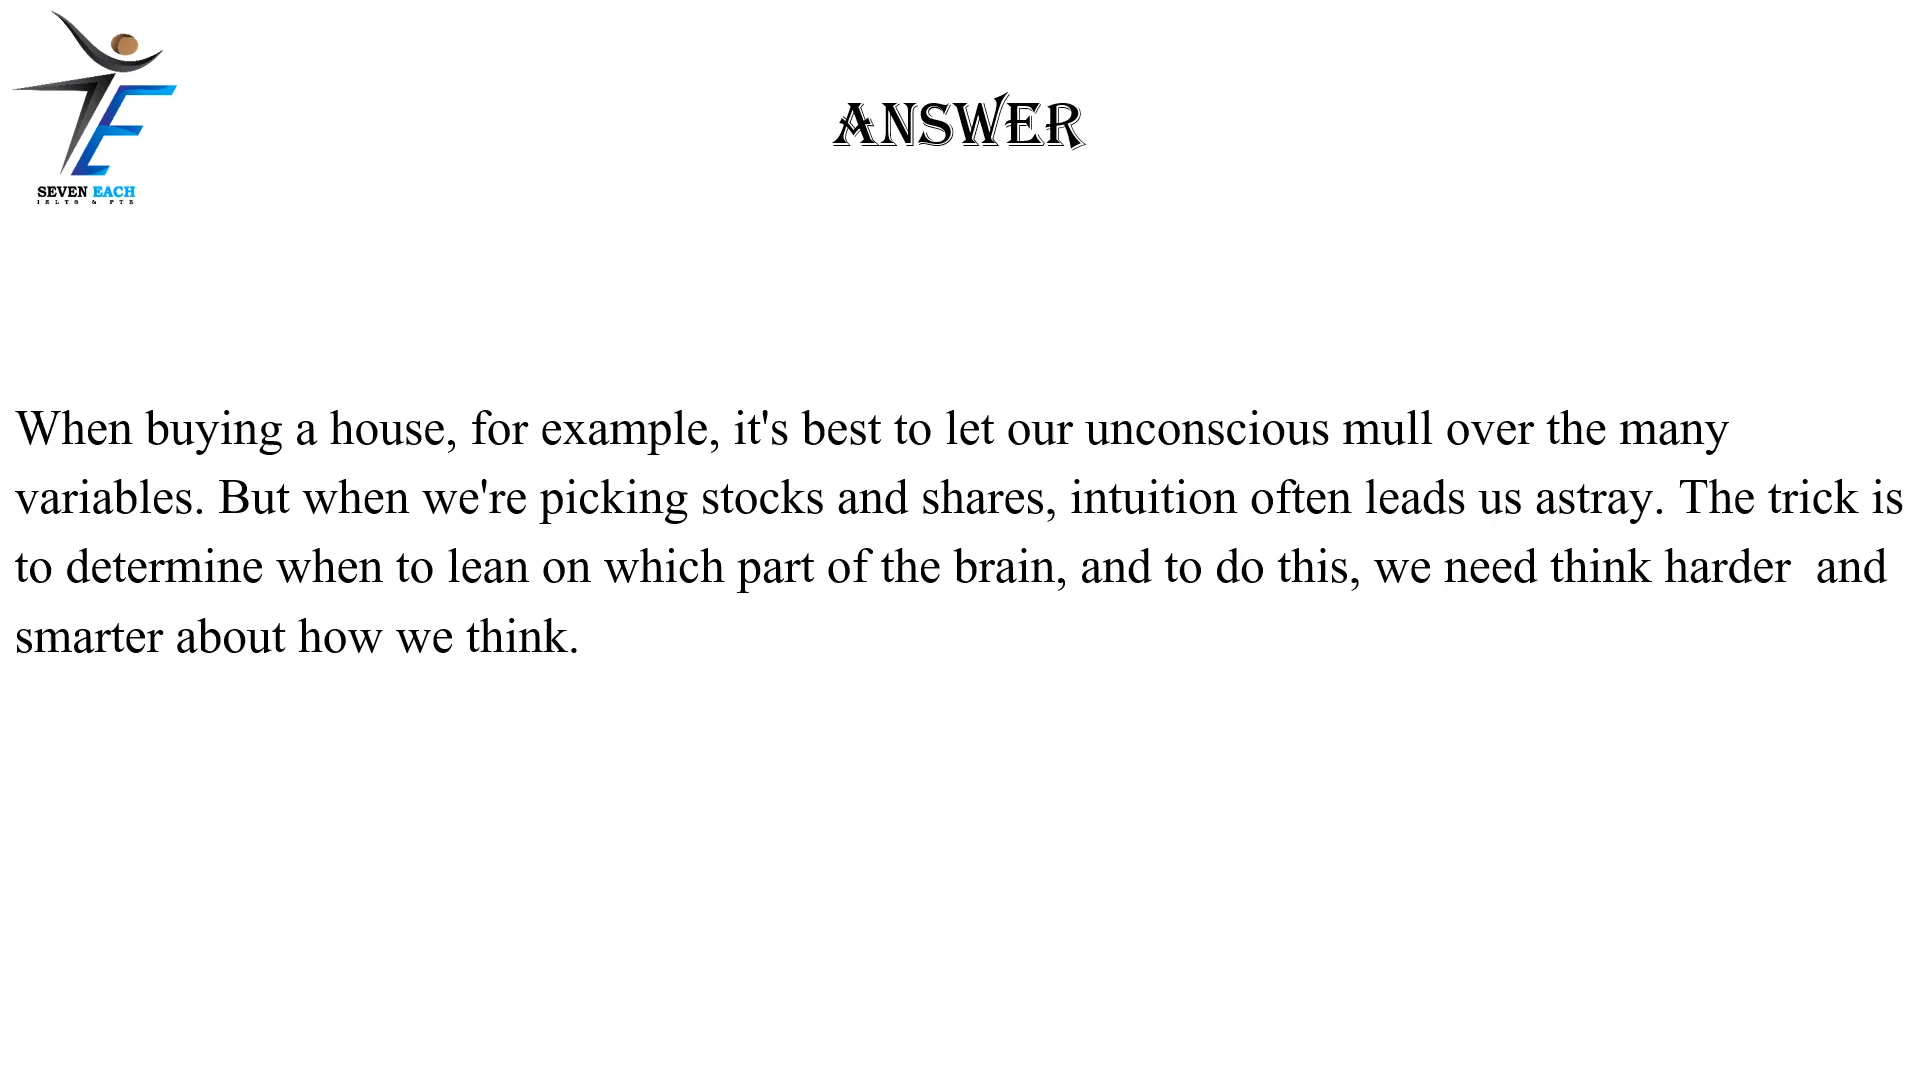 ANSWER
SEVEN EACH
IELTS & PTE
When buying a house, for example, it's best to let our unconscious mull over the many
variables. But when we're picking stocks and shares, intuition often leads us astray. The trick is
to determine when to lean on which part of the brain, and to do this, we need think harder  and
smarter about how we think.